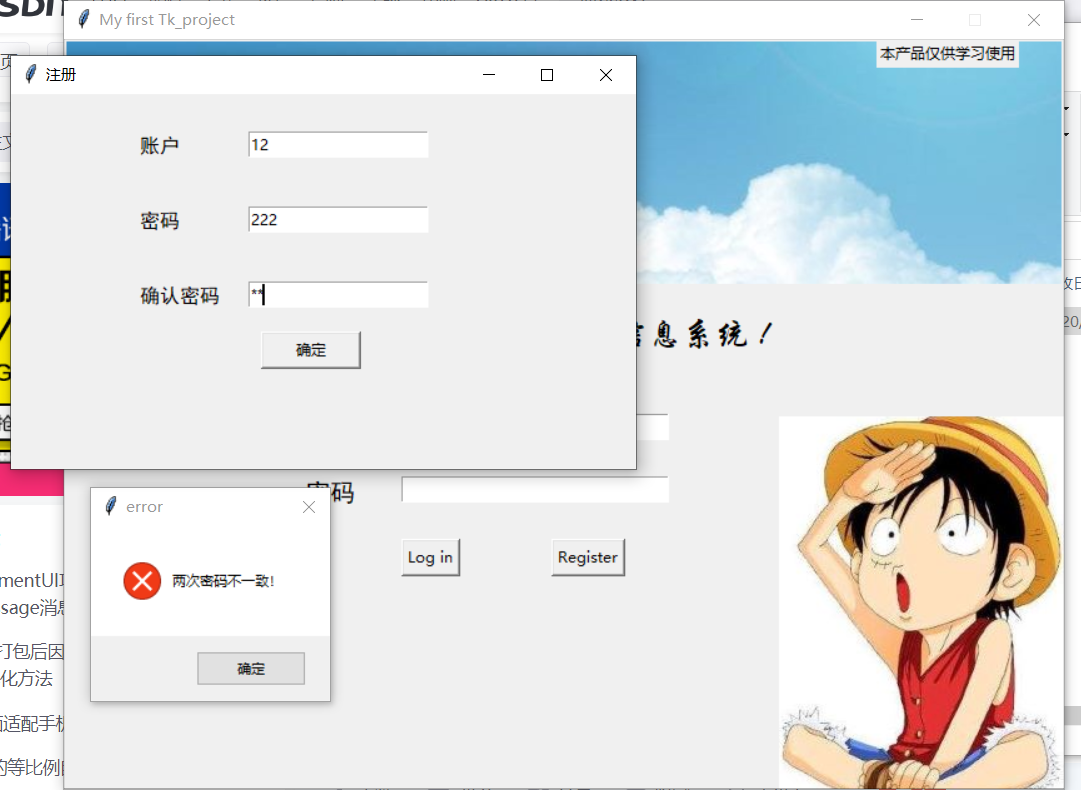 My first Tk_project
本产品仅供学习使用
注册
账户 12
密码 222
确认密码 **
确定
息系统！
密码
Log in Register
error
两次密码不一致!
确定
mentUI
sage消息
打包后因
化方法
适配手机
的等比例